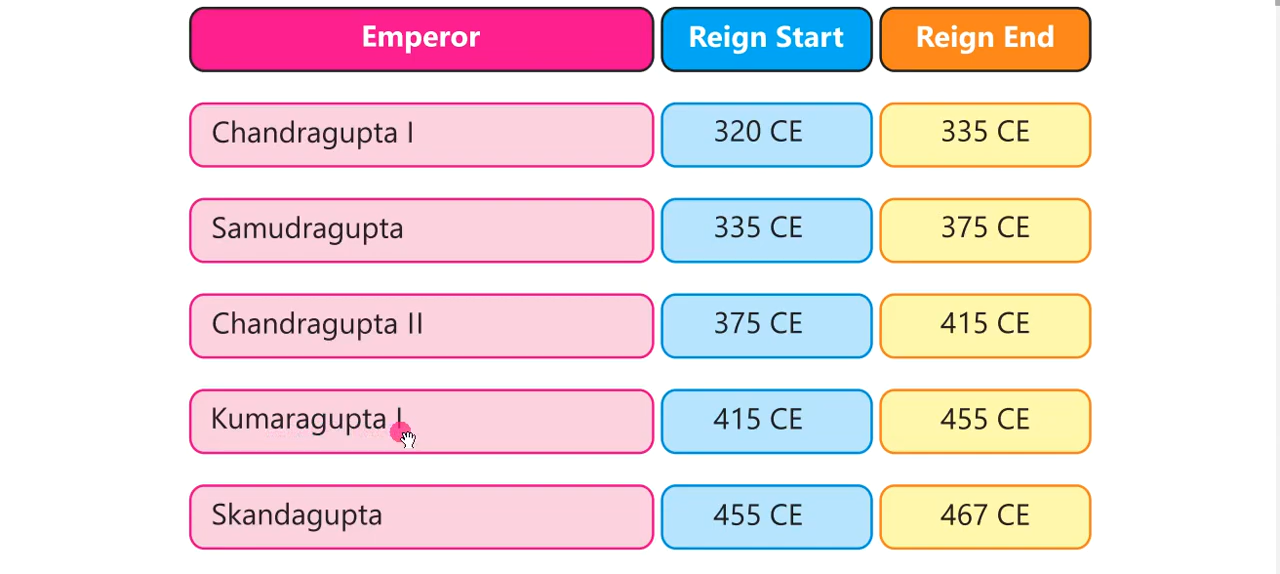 Emperor Reign Start Reign End
Chandragupta I 320 CE 335 CE
Samudragupta 335 CE 375 CE
Chandragupta II 375 CE 415 CE
Kumaragupta I 415 CE 455 CE
Skandagupta 455 CE 467 CE